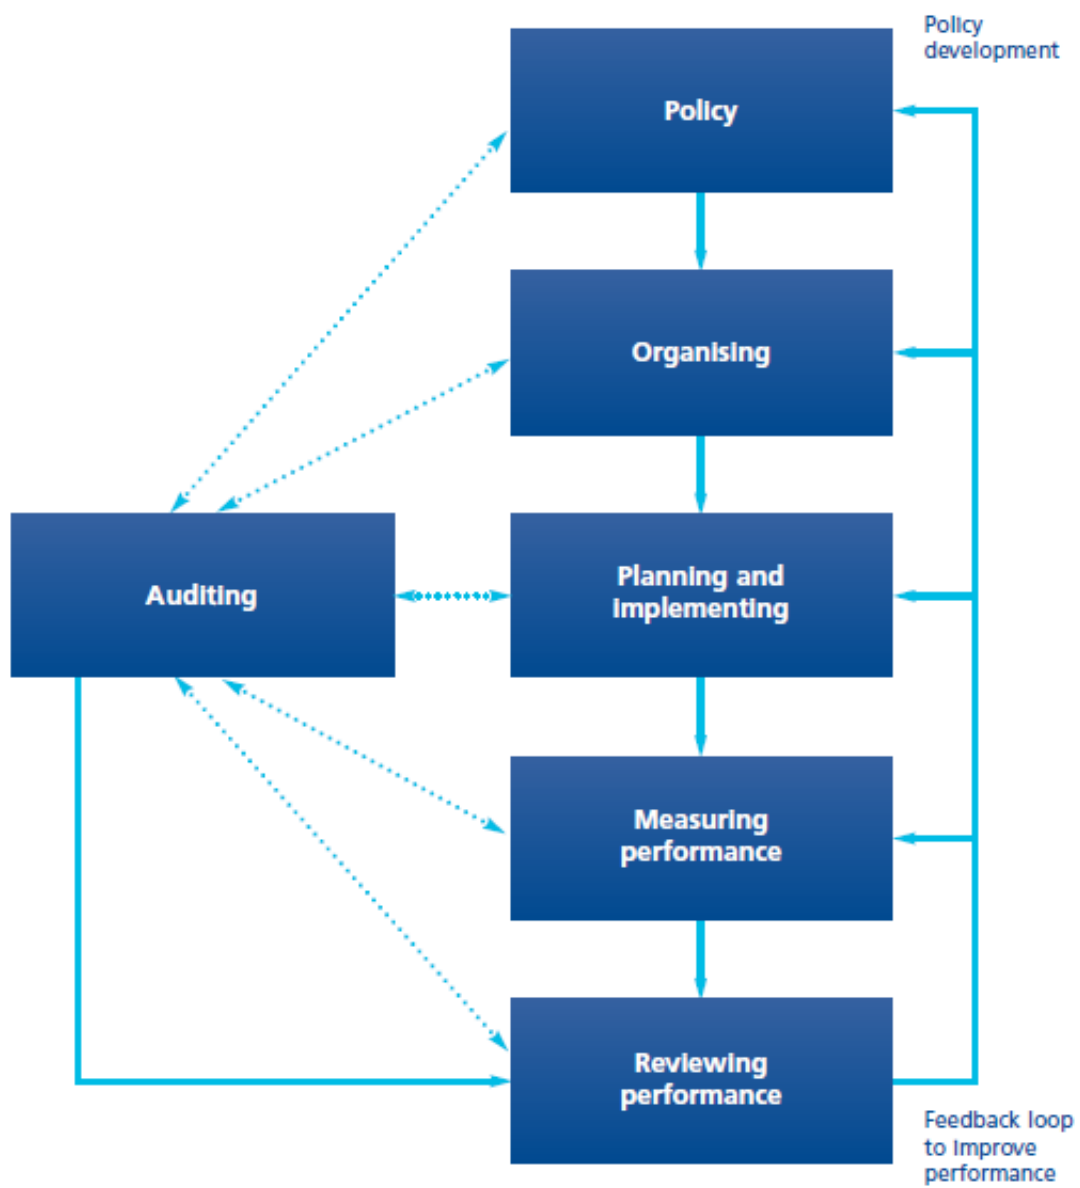 Policy
development
Policy
Organising
Auditing
Planning and
implementing
Measuring
performance
Reviewing
performance
Feedback loop
to improve
performance